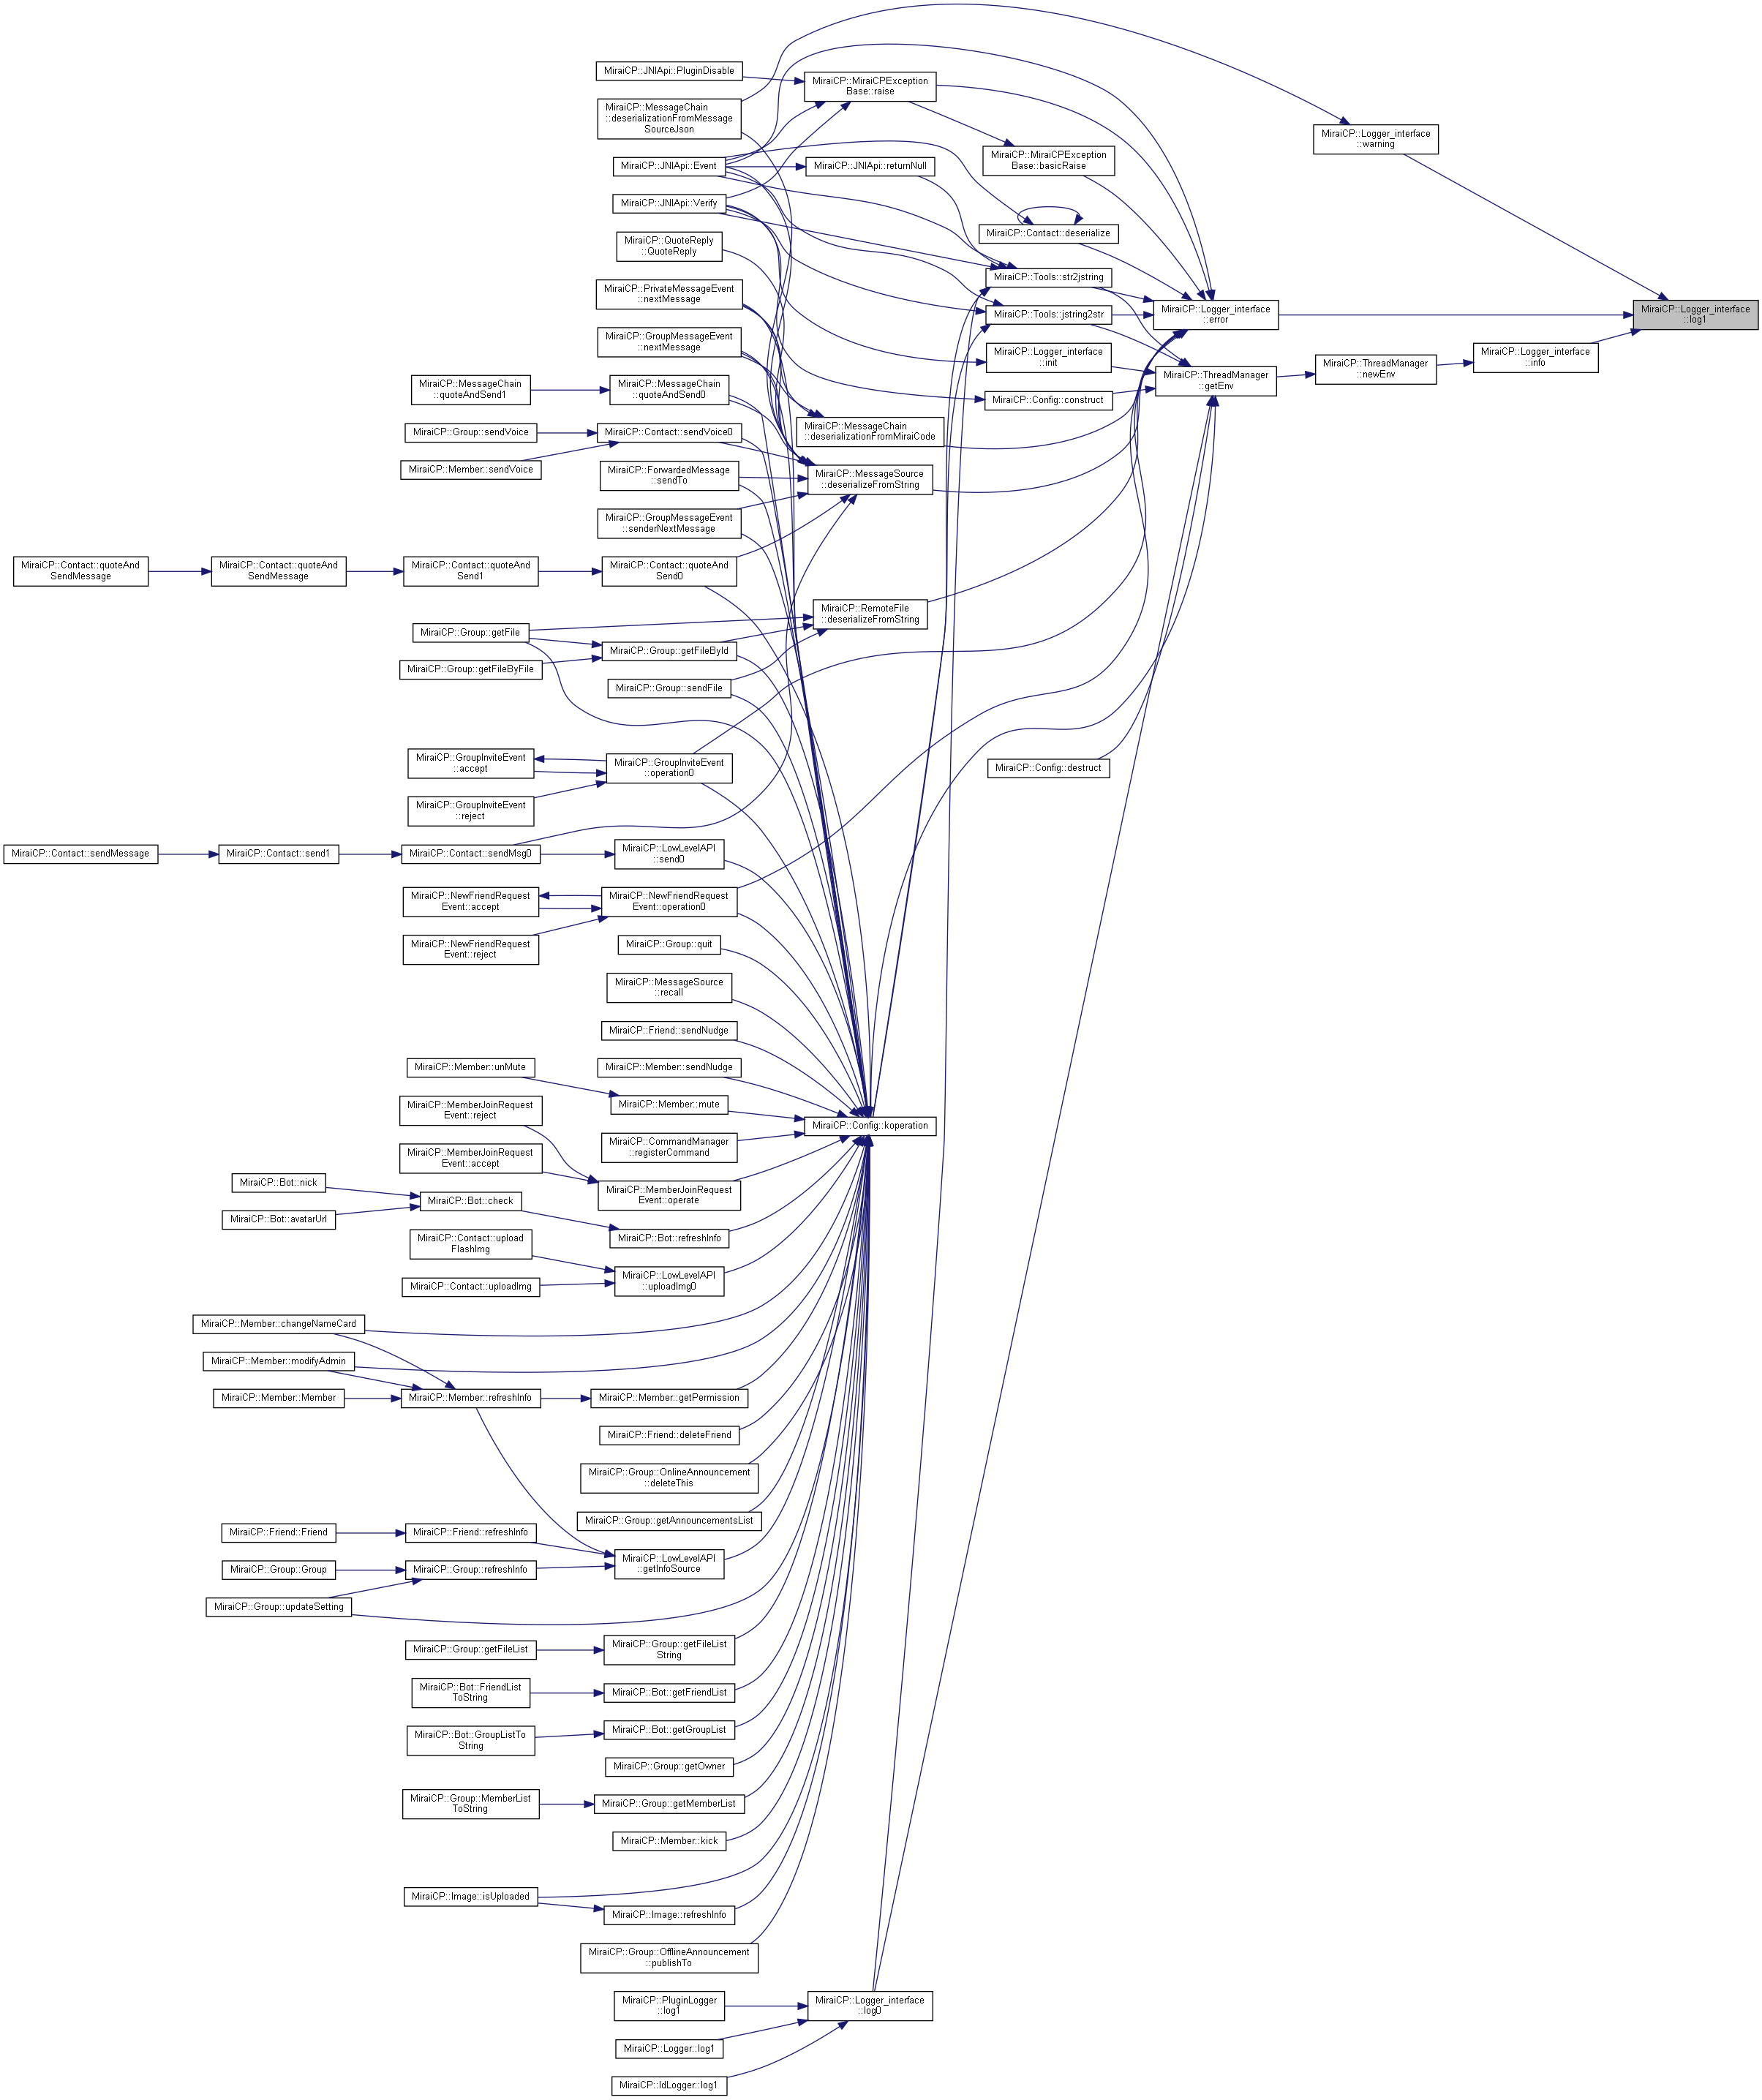 MiraiCP::JNIApi::PluginDisable
MiraiCP::MiraiCPException
Base::raise
MiraiCP::MessageChain
::deserializationFromMessage
SourceJson
MiraiCP::Logger_interface
::warning
MiraiCP::JNIApi::Event
MiraiCP::JNIApi::returnNull
MiraiCP::MiraiCPException
Base::basicRaise
MiraiCP::JNIApi::Verify
MiraiCP::QuoteReply
::QuoteReply
MiraiCP::Contact::deserialize
MiraiCP::Tools::str2jstring
MiraiCP::PrivateMessageEvent
::nextMessage
MiraiCP::Tools::jstring2str
MiraiCP::Logger_interface
::error
MiraiCP::Logger_interface
::log1
MiraiCP::GroupMessageEvent
::nextMessage
MiraiCP::Logger_interface
::init
MiraiCP::ThreadManager
::getEnv
MiraiCP::ThreadManager
::newEnv
MiraiCP::Logger_interface
::info
MiraiCP::MessageChain
::quoteAndSend1
MiraiCP::MessageChain
::quoteAndSend0
MiraiCP::Config::construct
MiraiCP::Group::sendVoice
MiraiCP::Contact::sendVoice0
MiraiCP::MessageChain
::deserializationFromMiraiCode
MiraiCP::Member::sendVoice
MiraiCP::ForwardedMessage
::sendTo
MiraiCP::MessageSource
::deserializeFromString
MiraiCP::GroupMessageEvent
::senderNextMessage
MiraiCP::Contact::quoteAnd
SendMessage
MiraiCP::Contact::quoteAnd
SendMessage
MiraiCP::Contact::quoteAnd
Send1
MiraiCP::Contact::quoteAnd
Send0
MiraiCP::RemoteFile
::deserializeFromString
MiraiCP::Group::getFile
MiraiCP::Group::getFileById
MiraiCP::Group::getFileByFile
MiraiCP::Group::sendFile
MiraiCP::GroupInviteEvent
::accept
MiraiCP::GroupInviteEvent
::operation0
MiraiCP::Config::destruct
MiraiCP::GroupInviteEvent
::reject
MiraiCP::Contact::sendMessage
MiraiCP::Contact::send1
MiraiCP::Contact::sendMsg0
MiraiCP::LowLevelAPI
::send0
MiraiCP::NewFriendRequest
Event::accept
MiraiCP::NewFriendRequest
Event::operation0
MiraiCP::NewFriendRequest
Event::reject
MiraiCP::Group::quit
MiraiCP::MessageSource
::recall
MiraiCP::Friend::sendNudge
MiraiCP::Member::unMute
MiraiCP::Member::sendNudge
MiraiCP::Member::mute
MiraiCP::MemberJoinRequest
Event::reject
MiraiCP::Config::koperation
MiraiCP::CommandManager
::registerCommand
MiraiCP::MemberJoinRequest
Event::accept
MiraiCP::MemberJoinRequest
Event::operate
MiraiCP::Bot::nick
MiraiCP::Bot::check
MiraiCP::Bot::avatarUrl
MiraiCP::Bot::refreshInfo
MiraiCP::Contact::upload
FlashImg
MiraiCP::LowLevelAPI
::uploadImg0
MiraiCP::Contact::uploadImg
MiraiCP::Member::changeNameCard
MiraiCP::Member::modifyAdmin
MiraiCP::Member::Member
MiraiCP::Member::refreshInfo
MiraiCP::Member::getPermission
MiraiCP::Friend::deleteFriend
MiraiCP::Group::OnlineAnnouncement
::deleteThis
MiraiCP::Group::getAnnouncementsList
MiraiCP::Friend::Friend
MiraiCP::Friend::refreshInfo
MiraiCP::LowLevelAPI
::getInfoSource
MiraiCP::Group::Group
MiraiCP::Group::refreshInfo
MiraiCP::Group::updateSetting
MiraiCP::Group::getFileList
MiraiCP::Group::getFileList
String
MiraiCP::Bot::FriendList
ToString
MiraiCP::Bot::getFriendList
MiraiCP::Bot::GroupListTo
String
MiraiCP::Bot::getGroupList
MiraiCP::Group::getOwner
MiraiCP::Group::MemberList
ToString
MiraiCP::Group::getMemberList
MiraiCP::Member::kick
MiraiCP::Image::isUploaded
MiraiCP::Image::refreshInfo
MiraiCP::Group::OfflineAnnouncement
::publishTo
MiraiCP::PluginLogger
::log1
MiraiCP::Logger_interface
::log0
MiraiCP::Logger::log1
MiraiCP::IdLogger::log1